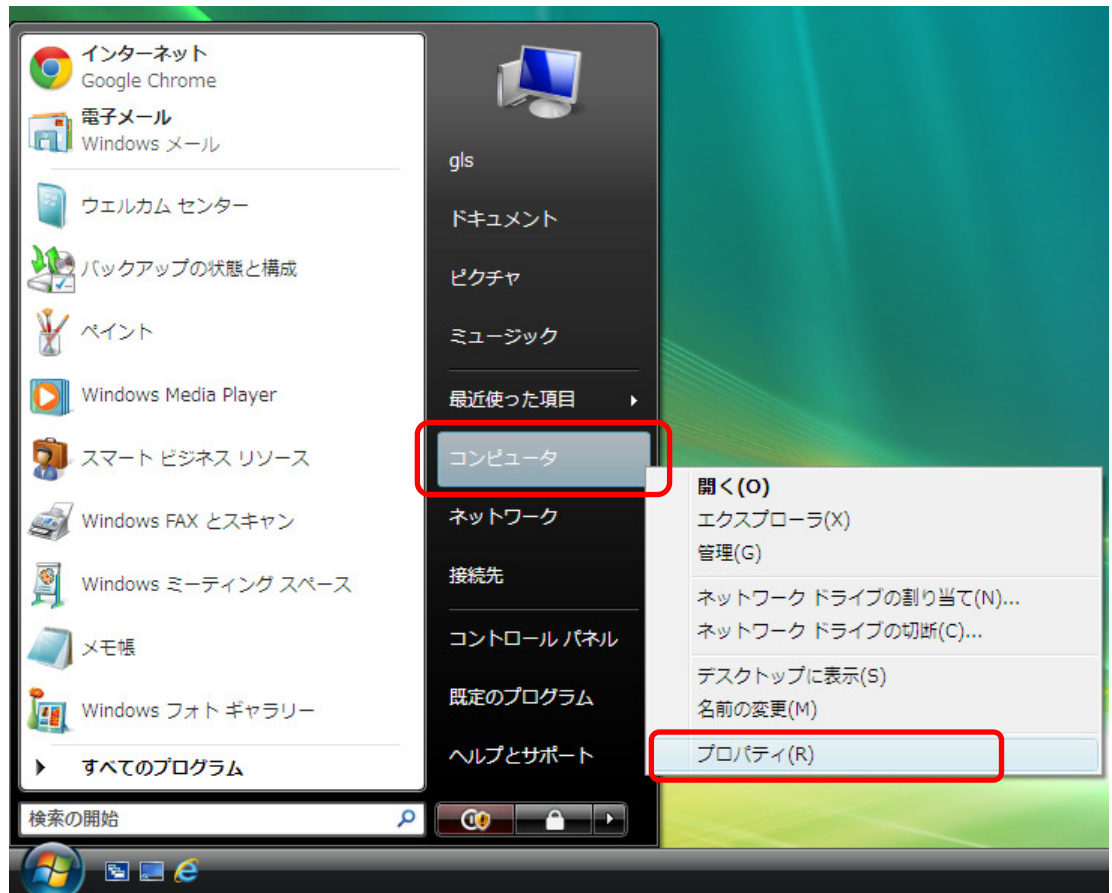 インターネット
Google Chrome
電子メール
Windows メール
ウェルカム センター
バックアップの状態と構成
ペイント
Windows Media Player
スマート ビジネス リソース
Windows FAX とスキャン
Windows ミーティング スペース
メモ帳
Windows フォト ギャラリー
すべてのプログラム
検索の開始
gls
ドキュメント
ピクチャ
ミュージック
最近使った項目
コンピュータ
ネットワーク
接続先
コントロール パネル
既定のプログラム
ヘルプとサポート
開く(O)
エクスプローラ(X)
管理(G)
ネットワーク ドライブの割り当て(N)...
ネットワーク ドライブの切断(C)...
デスクトップに表示(S)
名前の変更(M)
プロパティ(R)